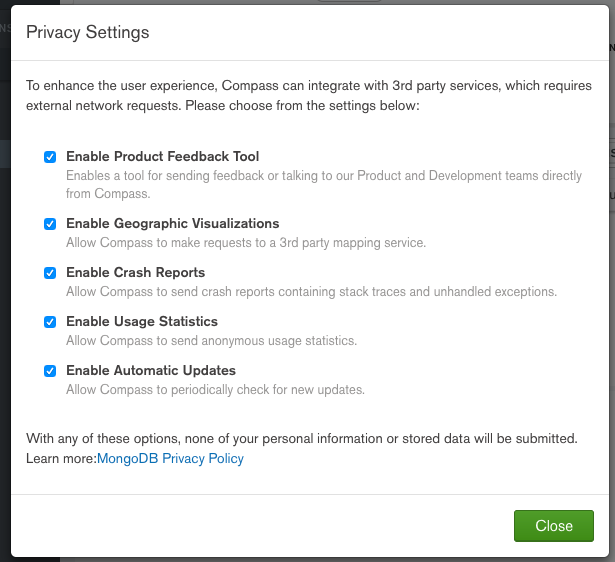 Privacy Settings
To enhance the user experience, Compass can integrate with 3rd party services, which requires
external network requests. Please choose from the settings below:
Enable Product Feedback Tool
Enables a tool for sending feedback or talking to our Product and Development teams directly
from Compass.
Enable Geographic Visualizations
Allow Compass to make requests to a 3rd party mapping service.
Enable Crash Reports
Allow Compass to send crash reports containing stack traces and unhandled exceptions.
Enable Usage Statistics
Allow Compass to send anonymous usage statistics.
Enable Automatic Updates
Allow Compass to periodically check for new updates.
With any of these options, none of your personal information or stored data will be submitted.
Learn more:MongoDB Privacy Policy
Close